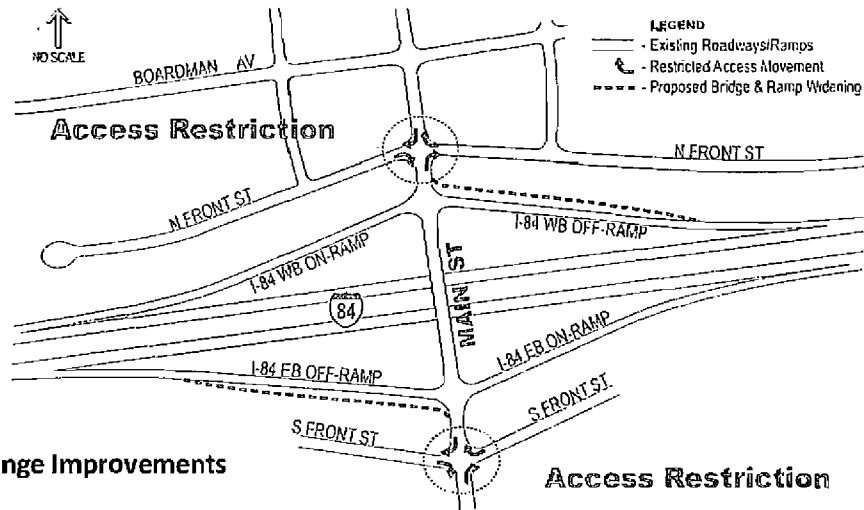 NO SCALE
LEGEND
- Existing Roadways/Ramps
- Restricted Access Movement
- Proposed Bridge & Ramp Widening
BOARDMAN AV
Access Restriction
N FRONT ST
N FRONT ST
I-84 WB OFF-RAMP
I-84 WB ON-RAMP
MAIN ST
84
I-84 EB ON-RAMP
I-84 EB OFF-RAMP
S FRONT ST
S FRONT ST
nge Improvements
Access Restriction